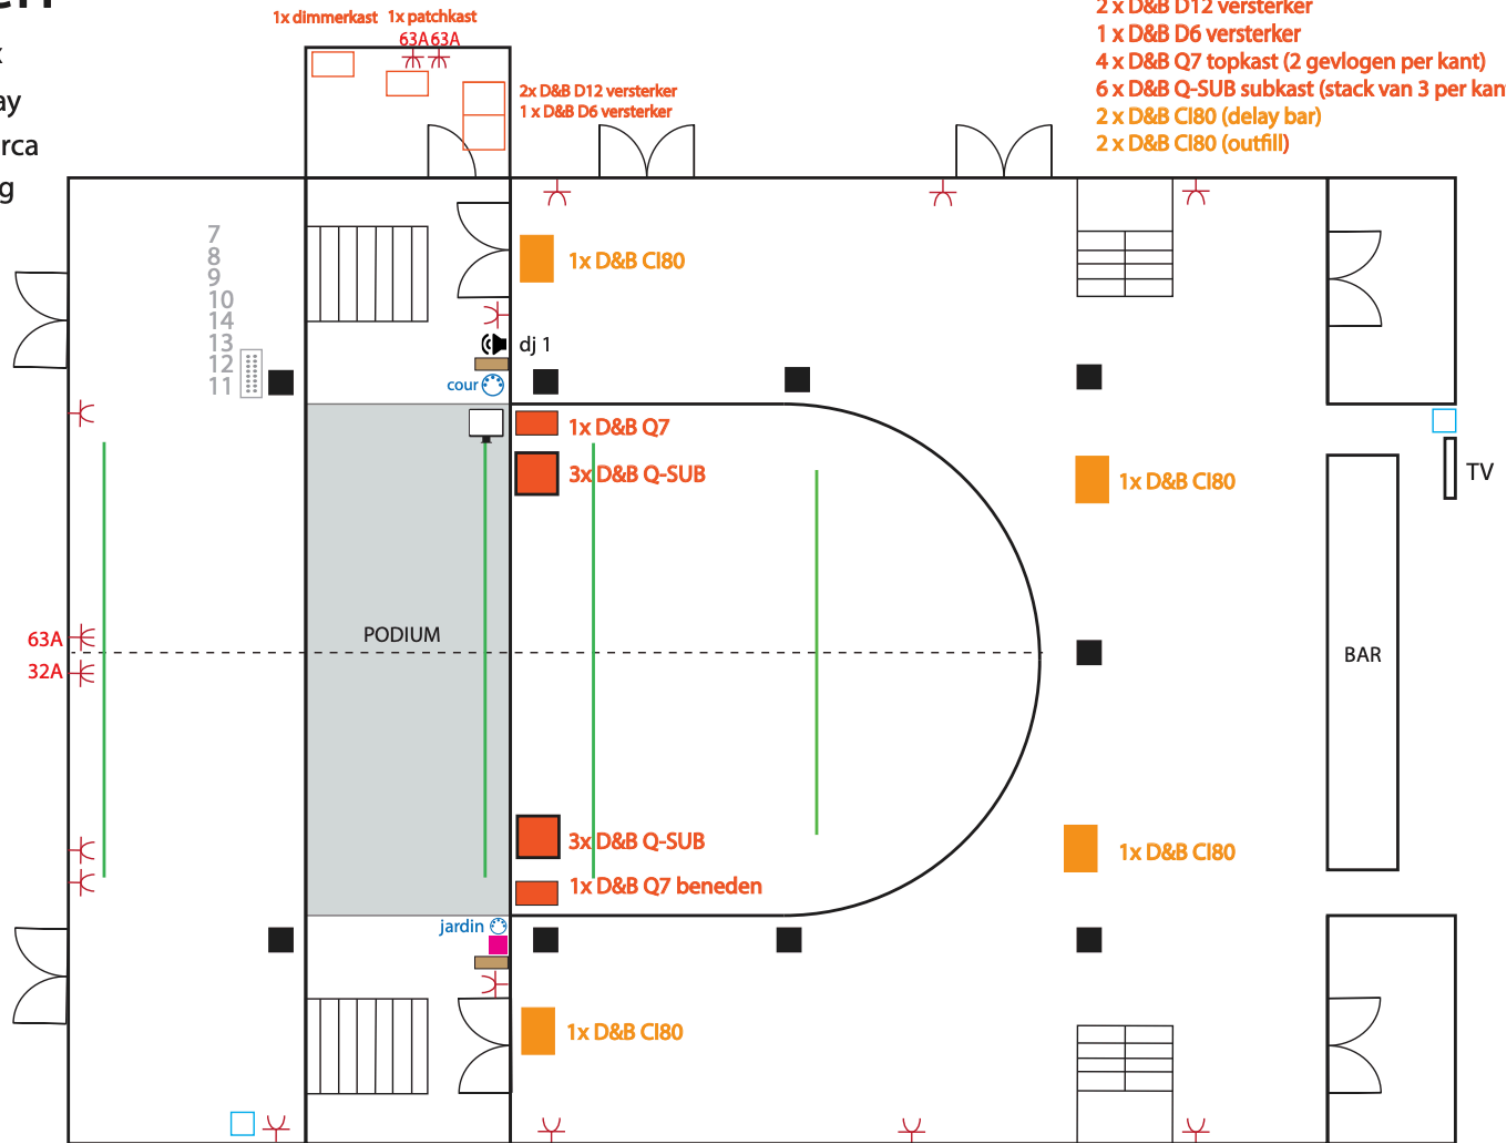 1x dimmerkast 1x patchkast
63A 63A
2x D&B D12 versterker
1 x D&B D6 versterker
2 x D&B D12 versterker
1 x D&B D6 versterker
4 x D&B Q7 topkast (2 gevlogen per kant)
6 x D&B Q-SUB subkast (stack van 3 per kan
2 x D&B CI80 (delay bar)
2 x D&B CI80 (outfill)
ay
rca
g
7
8
9
10
14
13
12
11
1x D&B CI80
dj 1
cour
1x D&B Q7
3x D&B Q-SUB
1x D&B CI80
TV
63A
32A
PODIUM
BAR
3x D&B Q-SUB
1x D&B Q7 beneden
1x D&B CI80
jardin
1x D&B CI80